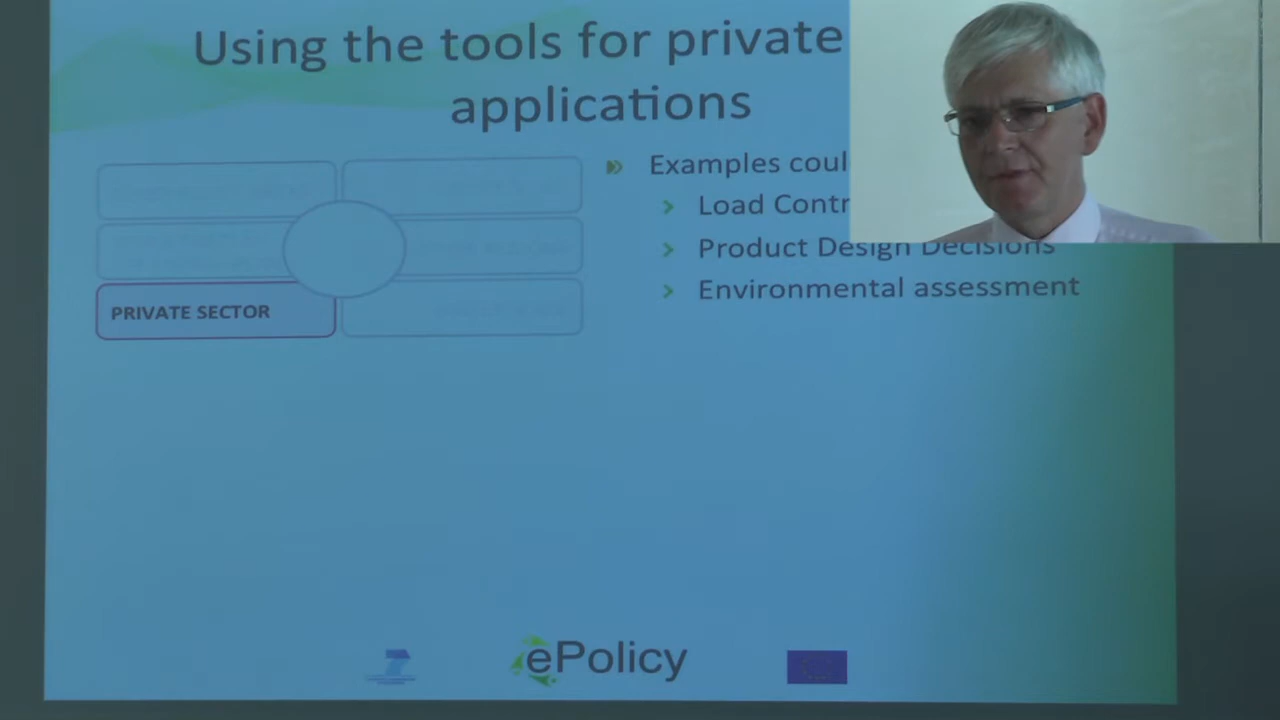 Using the tools for private
applications
PRIVATE SECTOR
Examples coul
Load Contr
Product Design Decisions
Environmental assessment
ePolicy